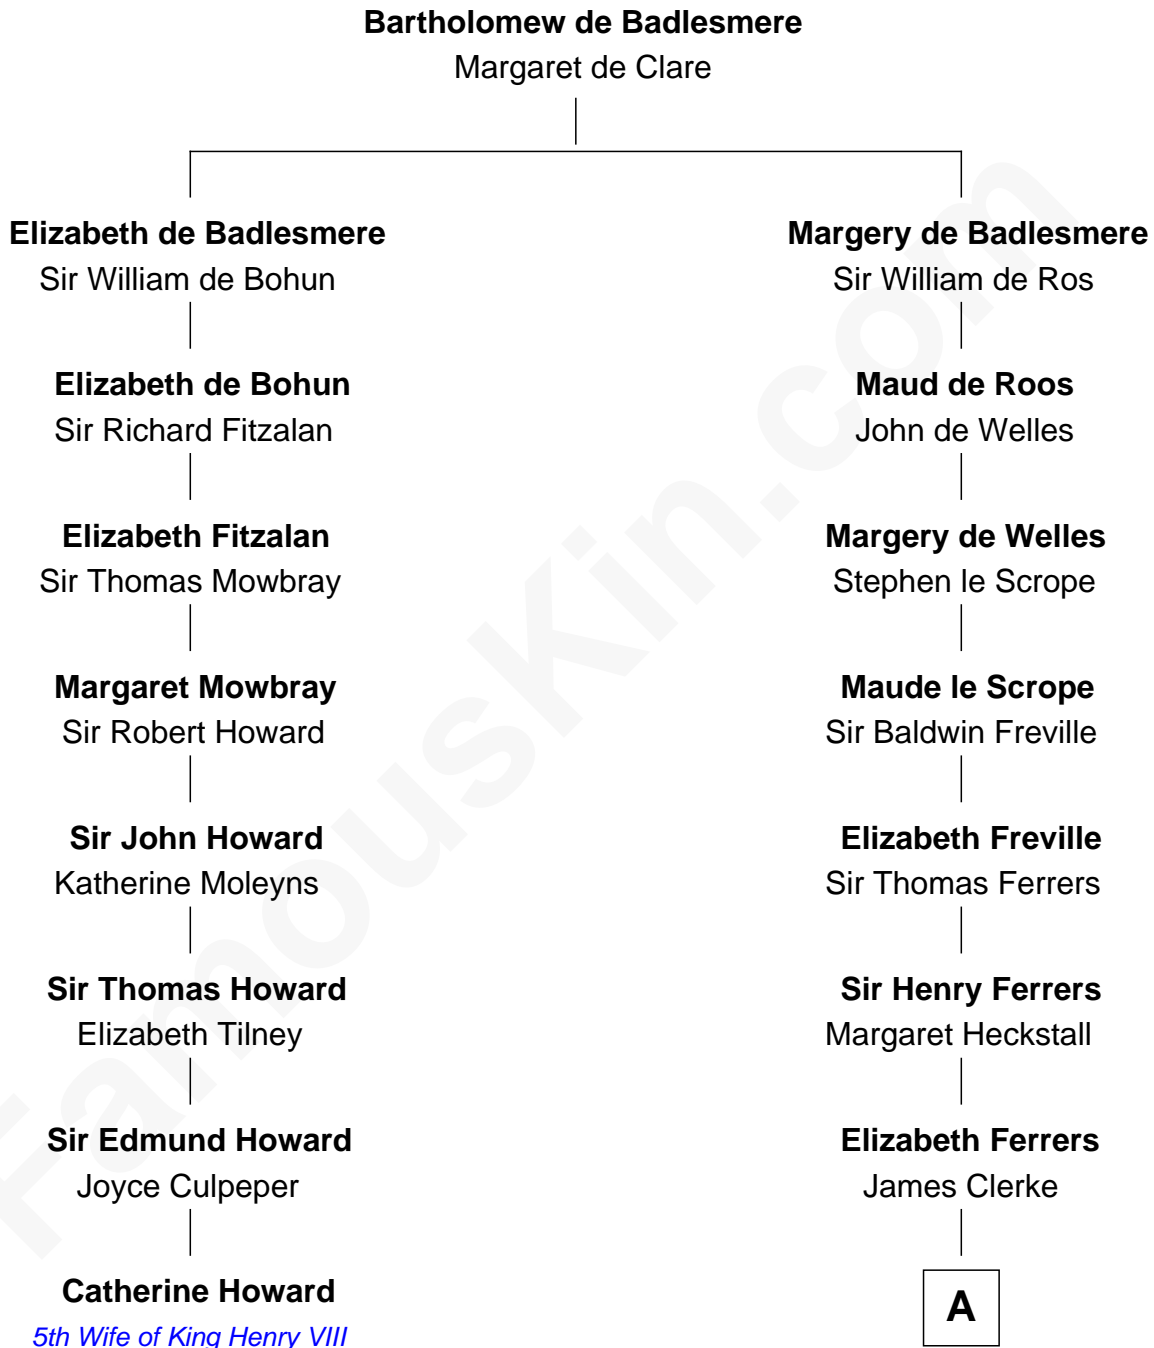 Bartholomew de Badlesmere
Margaret de Clare
Elizabeth de Badlesmere
Sir William de Bohun
Elizabeth de Bohun
Sir Richard Fitzalan
Elizabeth Fitzalan
Sir Thomas Mowbray
Margaret Mowbray
Sir Robert Howard
Sir John Howard
Katherine Moleyns
Sir Thomas Howard
Elizabeth Tilney
Sir Edmund Howard
Joyce Culpeper
Catherine Howard
5th Wife of King Henry VIII
Margery de Badlesmere
Sir William de Ros
Maud de Roos
John de Welles
Margery de Welles
Stephen le Scrope
Maude le Scrope
Sir Baldwin Freville
Elizabeth Freville
Sir Thomas Ferrers
Sir Henry Ferrers
Margaret Heckstall
Elizabeth Ferrers
James Clerke
A
FamousKin.com